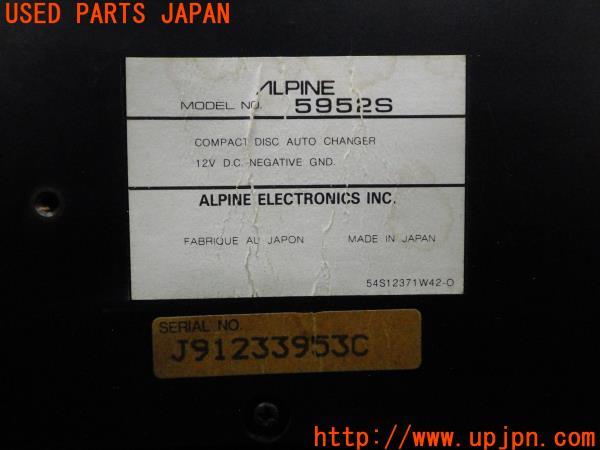 USED PARTS JAPAN
ALPINE
MODEL NO. 5952S
COMPACT DISC AUTO CHANGER
12V D.C. NEGATIVE GND.
ALPINE ELECTRONICS INC.
FABRIQUE AU JAPON MADE IN JAPAN
54S12371W42-O
SERIAL NO.
J91233953C
http://www.upjpn.com/